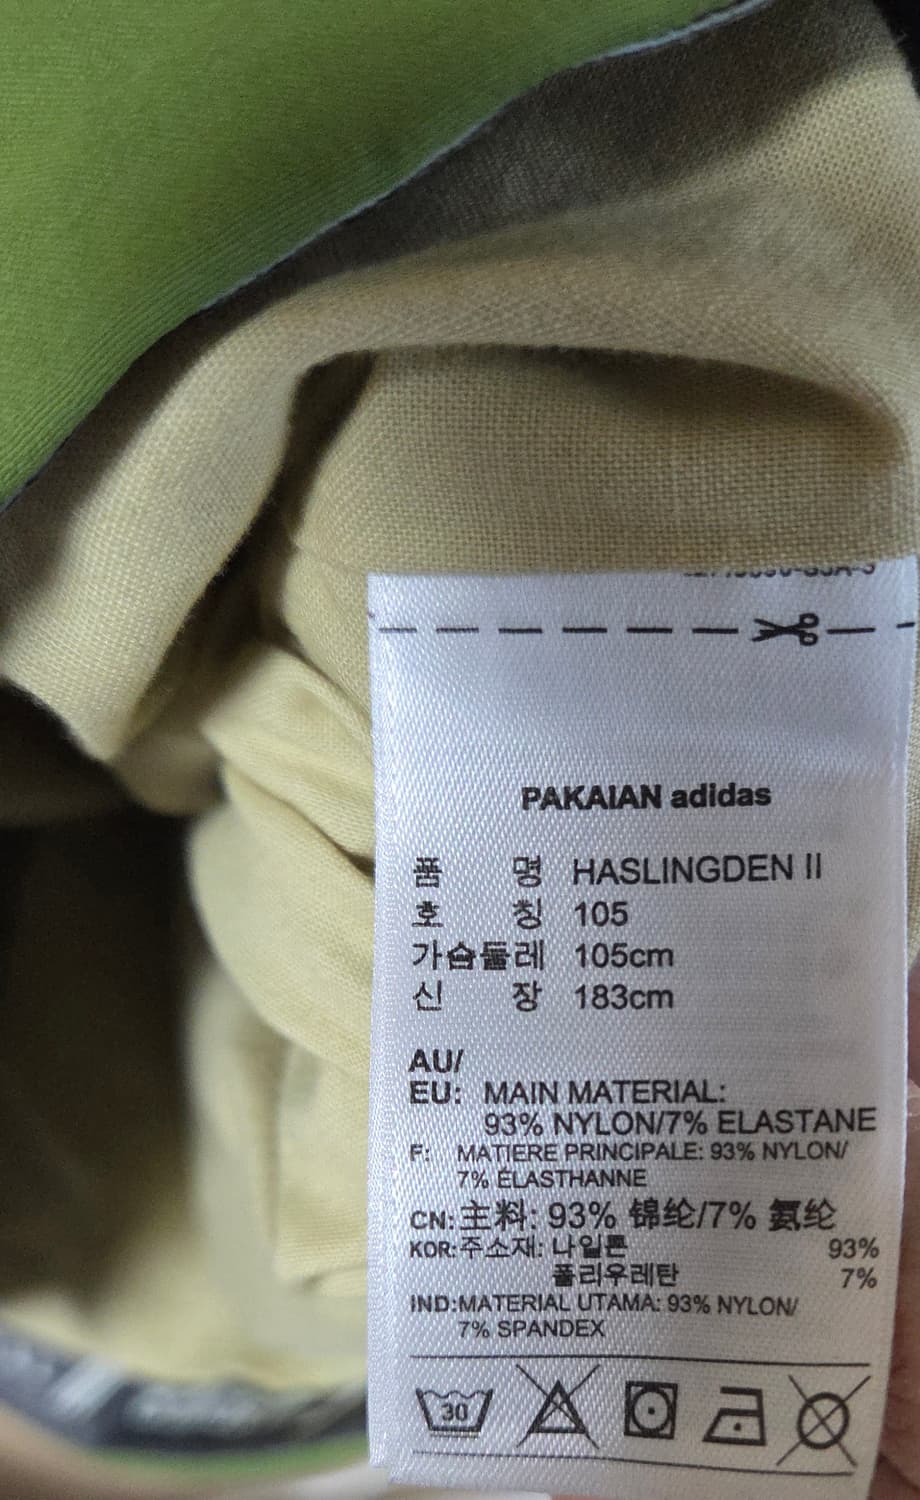 PAKAIAN adidas
품 명 HASLINGDEN II
호 칭 105
가슴둘레 105cm
신 장 183cm
AU/
EU: MAIN MATERIAL:
93% NYLON/7% ELASTANE
F: MATIERE PRINCIPALE: 93% NYLON/
7% ELASTHANNE
CN: 主料: 93% 锦纶/7% 氨纶
KOR: 주소재: 나일론 93%
폴리우레탄 7%
IND:MATERIAL UTAMA: 93% NYLON/
7% SPANDEX
30